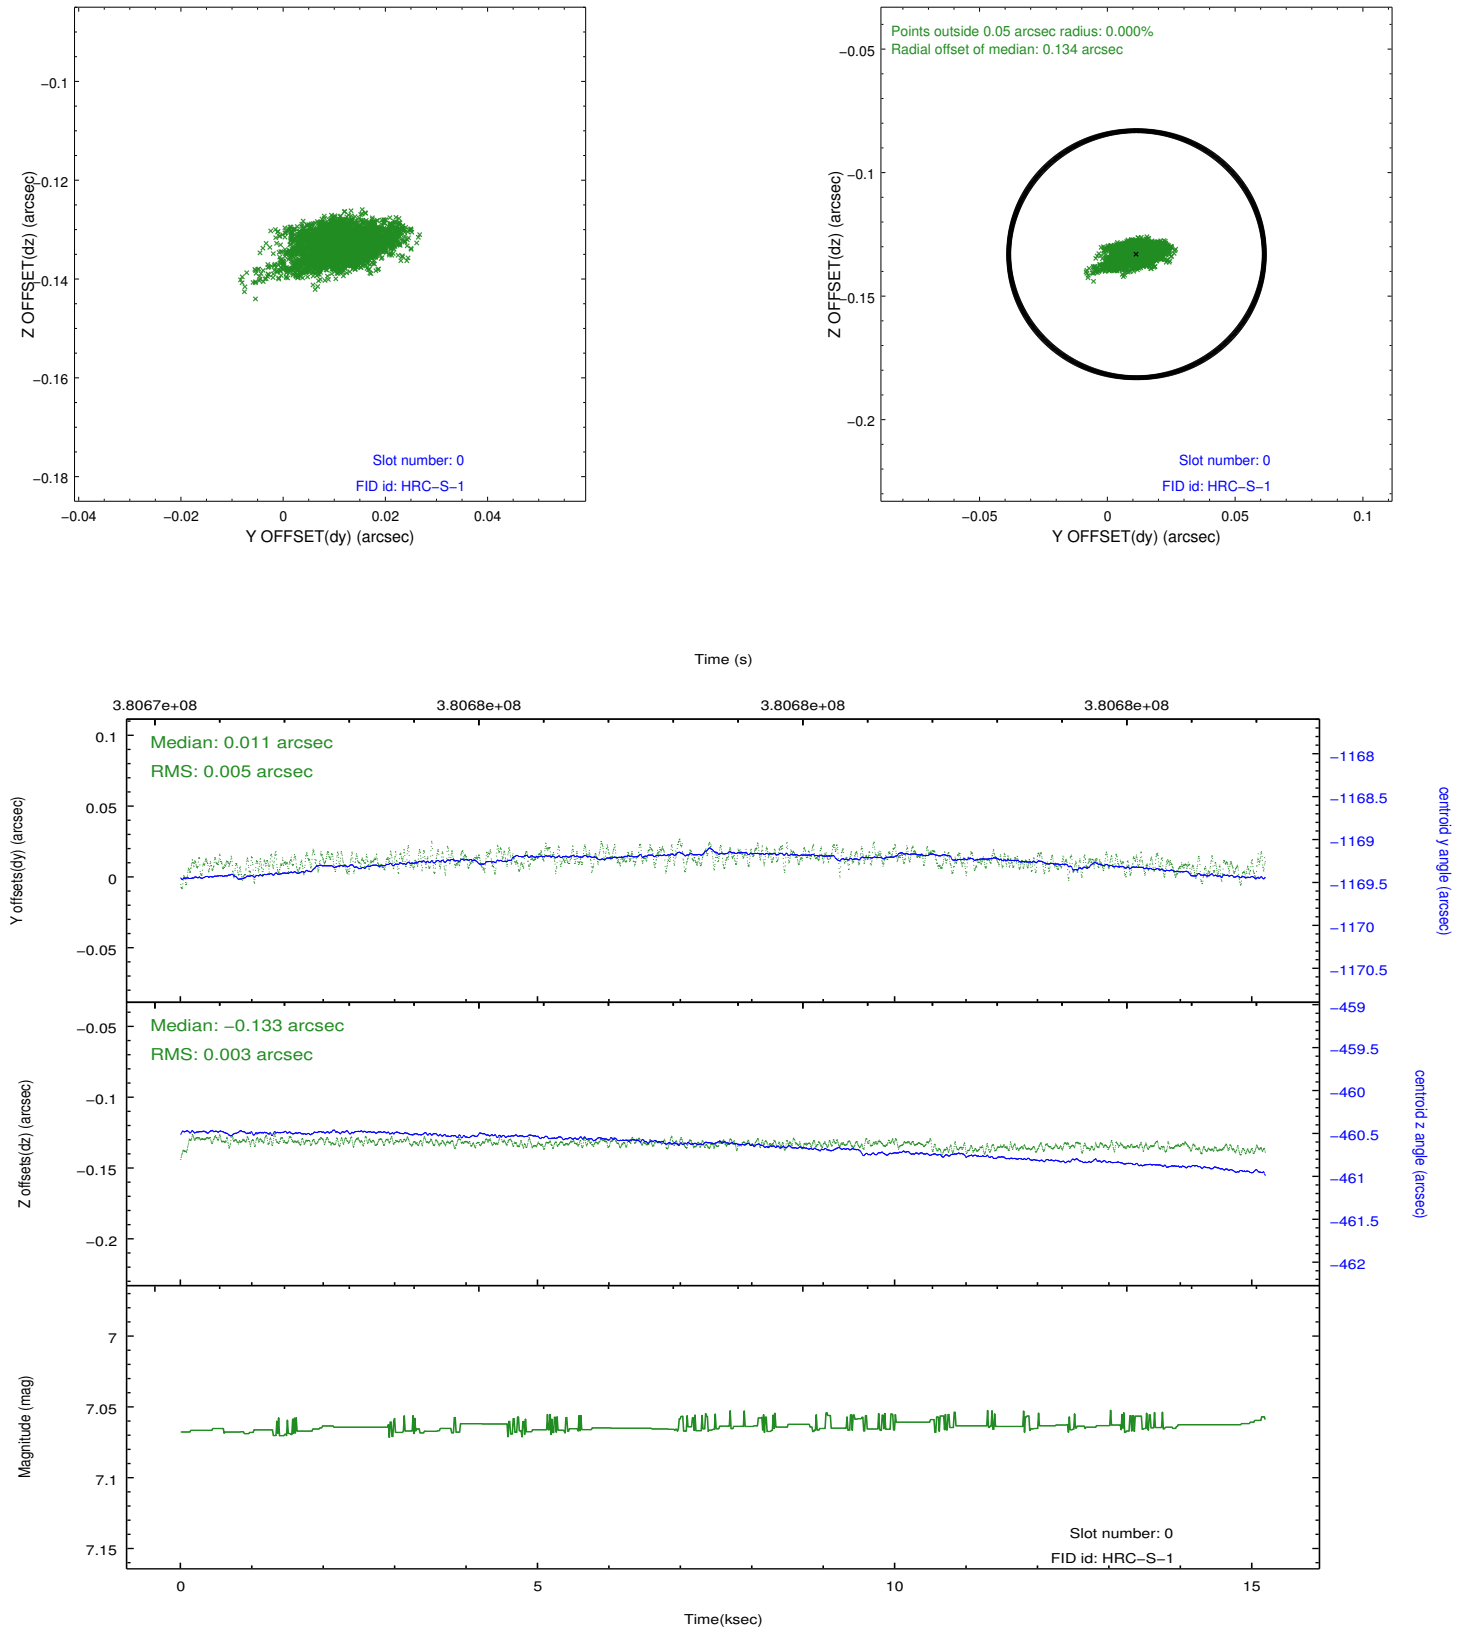 −0.1
−0.12
−0.14
−0.16
−0.18
Z OFFSET(dz) (arcsec)
Slot number: 0
FID id: HRC−S−1
−0.04
−0.02
0
0.02
0.04
Y OFFSET(dy) (arcsec)
Points outside 0.05 arcsec radius: 0.000%
Radial offset of median: 0.134 arcsec
−0.05
−0.1
−0.15
−0.2
Z OFFSET(dz) (arcsec)
Slot number: 0
FID id: HRC−S−1
−0.05
0
0.05
0.1
Y OFFSET(dy) (arcsec)
Time (s)
3.8067e+08
3.8068e+08
3.8068e+08
3.8068e+08
Median: 0.011 arcsec
RMS: 0.005 arcsec
0.1
0.05
0
−0.05
Y offsets(dy) (arcsec)
−1168
−1168.5
−1169
−1169.5
−1170
−1170.5
centroid y angle (arcsec)
Median: −0.133 arcsec
RMS: 0.003 arcsec
−0.05
−0.1
−0.15
−0.2
Z offsets(dz) (arcsec)
−459
−459.5
−460
−460.5
−461
−461.5
−462
centroid z angle (arcsec)
7
7.05
7.1
7.15
Magnitude (mag)
Slot number: 0
FID id: HRC−S−1
0
5
10
15
Time(ksec)